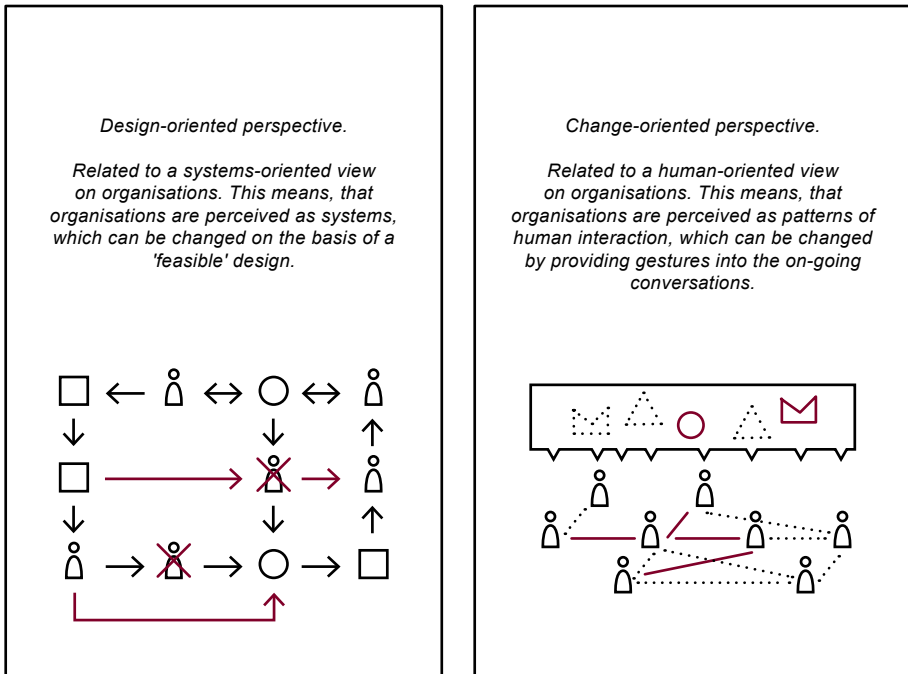 Design-oriented perspective.
Related to a systems-oriented view
on organisations. This means, that
organisations are perceived as systems,
which can be changed on the basis of a
'feasible' design.
Change-oriented perspective.
Related to a human-oriented view
on organisations. This means, that
organisations are perceived as patterns of
human interaction, which can be changed
by providing gestures into the on-going
conversations.